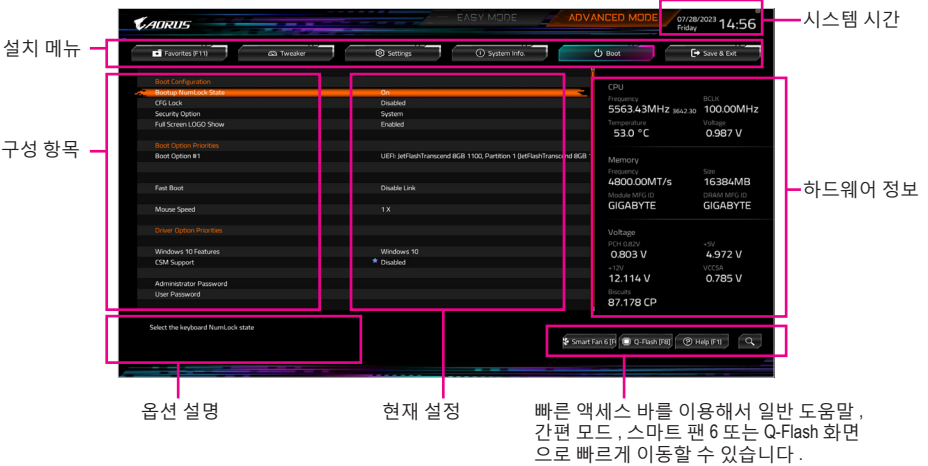 AORUS
EASY MODE
ADVANCED MODE
07/28/2023 14:56
Friday
시스템 시간
설치 메뉴
Favorites (F11)
Tweaker
Settings
System Info.
Boot
Save & Exit
Boot Configuration
Bootup NumLock State On
CFG Lock Disabled
Security Option System
Full Screen LOGO Show Enabled
Boot Option Priorities
Boot Option #1 UEFI: JetFlashTranscend 8GB 1100, Partition 1 (JetFlashTranscend 8GB
Fast Boot Disable Link
Mouse Speed 1 X
Driver Option Priorities
Windows 10 Features Windows 10
CSM Support * Disabled
Administrator Password
User Password
구성 항목
CPU
Frequency BCLK
5563.43MHz 3642.30 100.00MHz
Temperature Voltage
53.0 °C 0.987 V
Memory
Frequency Size
4800.00MT/s 16384MB
Module MFG ID DRAM MFG ID
GIGABYTE GIGABYTE
Voltage
PCH 0.82V +5V
0.803 V 4.972 V
+12V VCCSA
12.114 V 0.785 V
Biscuits
87.178 CP
하드웨어 정보
Select the keyboard NumLock state
Smart Fan 6 [F
Q-Flash [F8]
Help (F1)
옵션 설명
현재 설정
빠른 액세스 바를 이용해서 일반 도움말 ,
간편 모드 , 스마트 팬 6 또는 Q-Flash 화면
으로 빠르게 이동할 수 있습니다 .